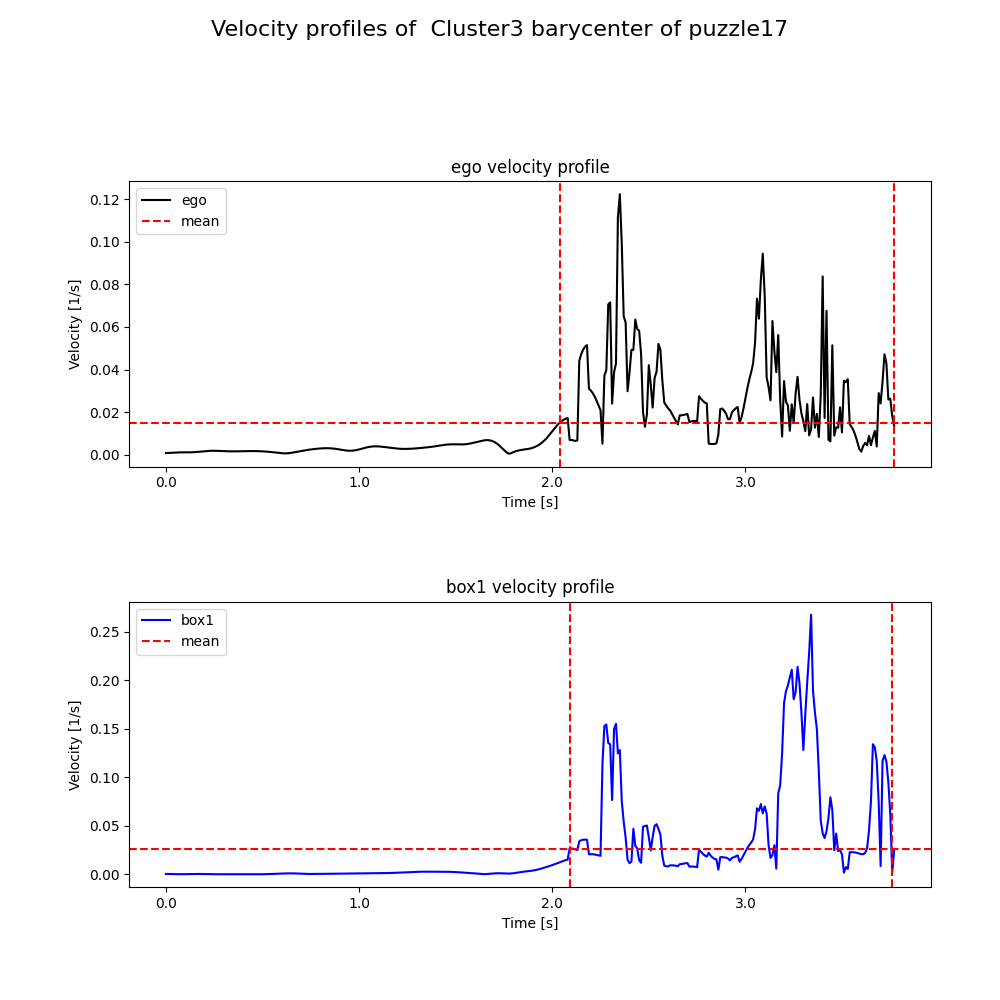 Velocity profiles of  Cluster3 barycenter of puzzle17
ego velocity profile
ego
mean
Velocity [1/s]
0.12
0.10
0.08
0.06
0.04
0.02
0.00
0.0 1.0 2.0 3.0
Time [s]
box1 velocity profile
box1
mean
Velocity [1/s]
0.25
0.20
0.15
0.10
0.05
0.00
0.0 1.0 2.0 3.0
Time [s]